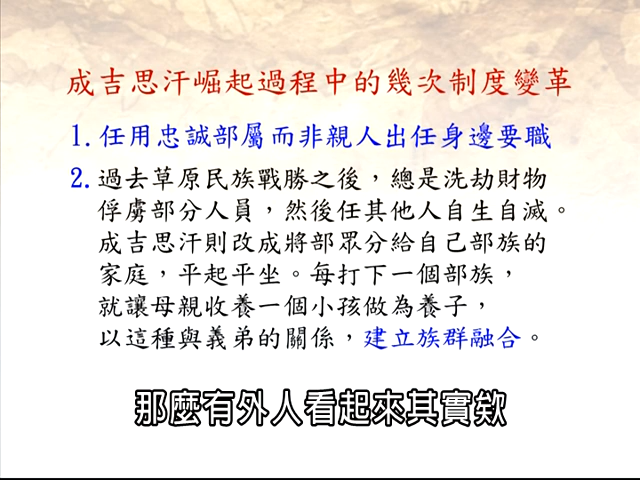 成吉思汗崛起過程中的幾次制度變革
1. 任用忠誠部屬而非親人出任身邊要職
2. 過去草原民族戰勝之後，總是洗劫財物
俘虜部分人員，然後任其他人自生自滅。
成吉思汗則改成將部眾分給自己部族的
家庭，平起平坐。每打下一個部族，
就讓母親收養一個小孩做為養子，
以這種與義弟的關係，建立族群融合。
那麼有外人看起來其實欸